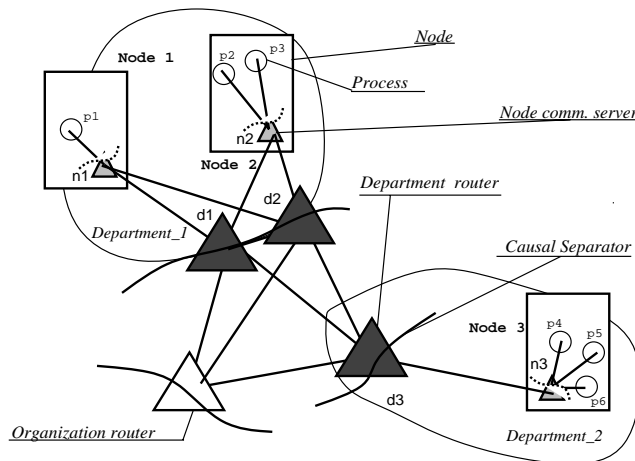 Node 1
p2
p3
Node
Process
p1
n2
Node comm. server
n1
Node 2
Department router
d1
d2
Department_1
Causal Separator
Node 3
p4
p5
n3
p6
d3
Organization router
Department_2